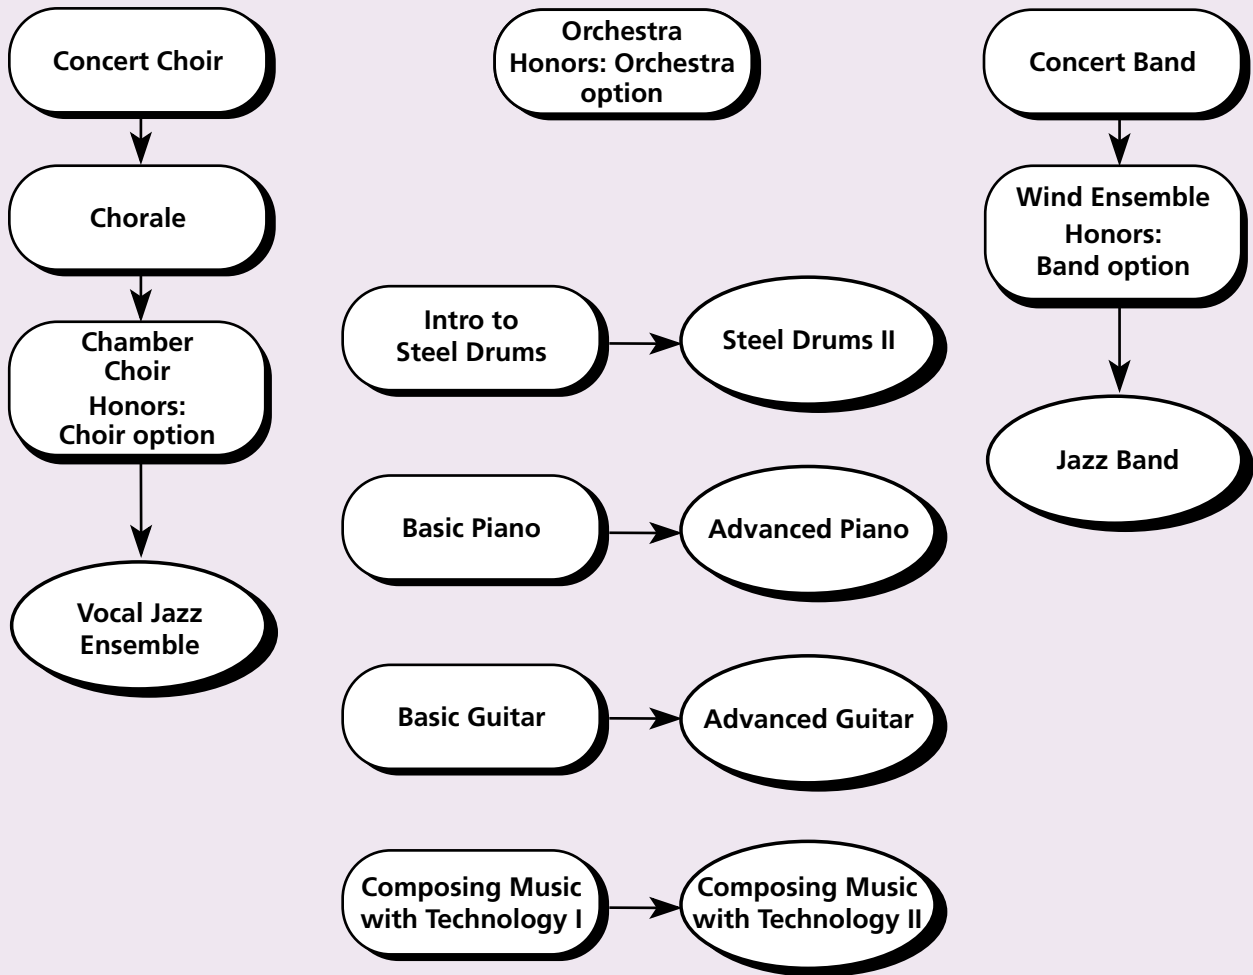 Concert Choir
Orchestra
Honors: Orchestra
option
Concert Band
Chorale
Wind Ensemble
Honors:
Band option
Intro to
Steel Drums
Steel Drums II
Chamber
Choir
Honors:
Choir option
Jazz Band
Basic Piano
Advanced Piano
Vocal Jazz
Ensemble
Basic Guitar
Advanced Guitar
Composing Music
with Technology I
Composing Music
with Technology II